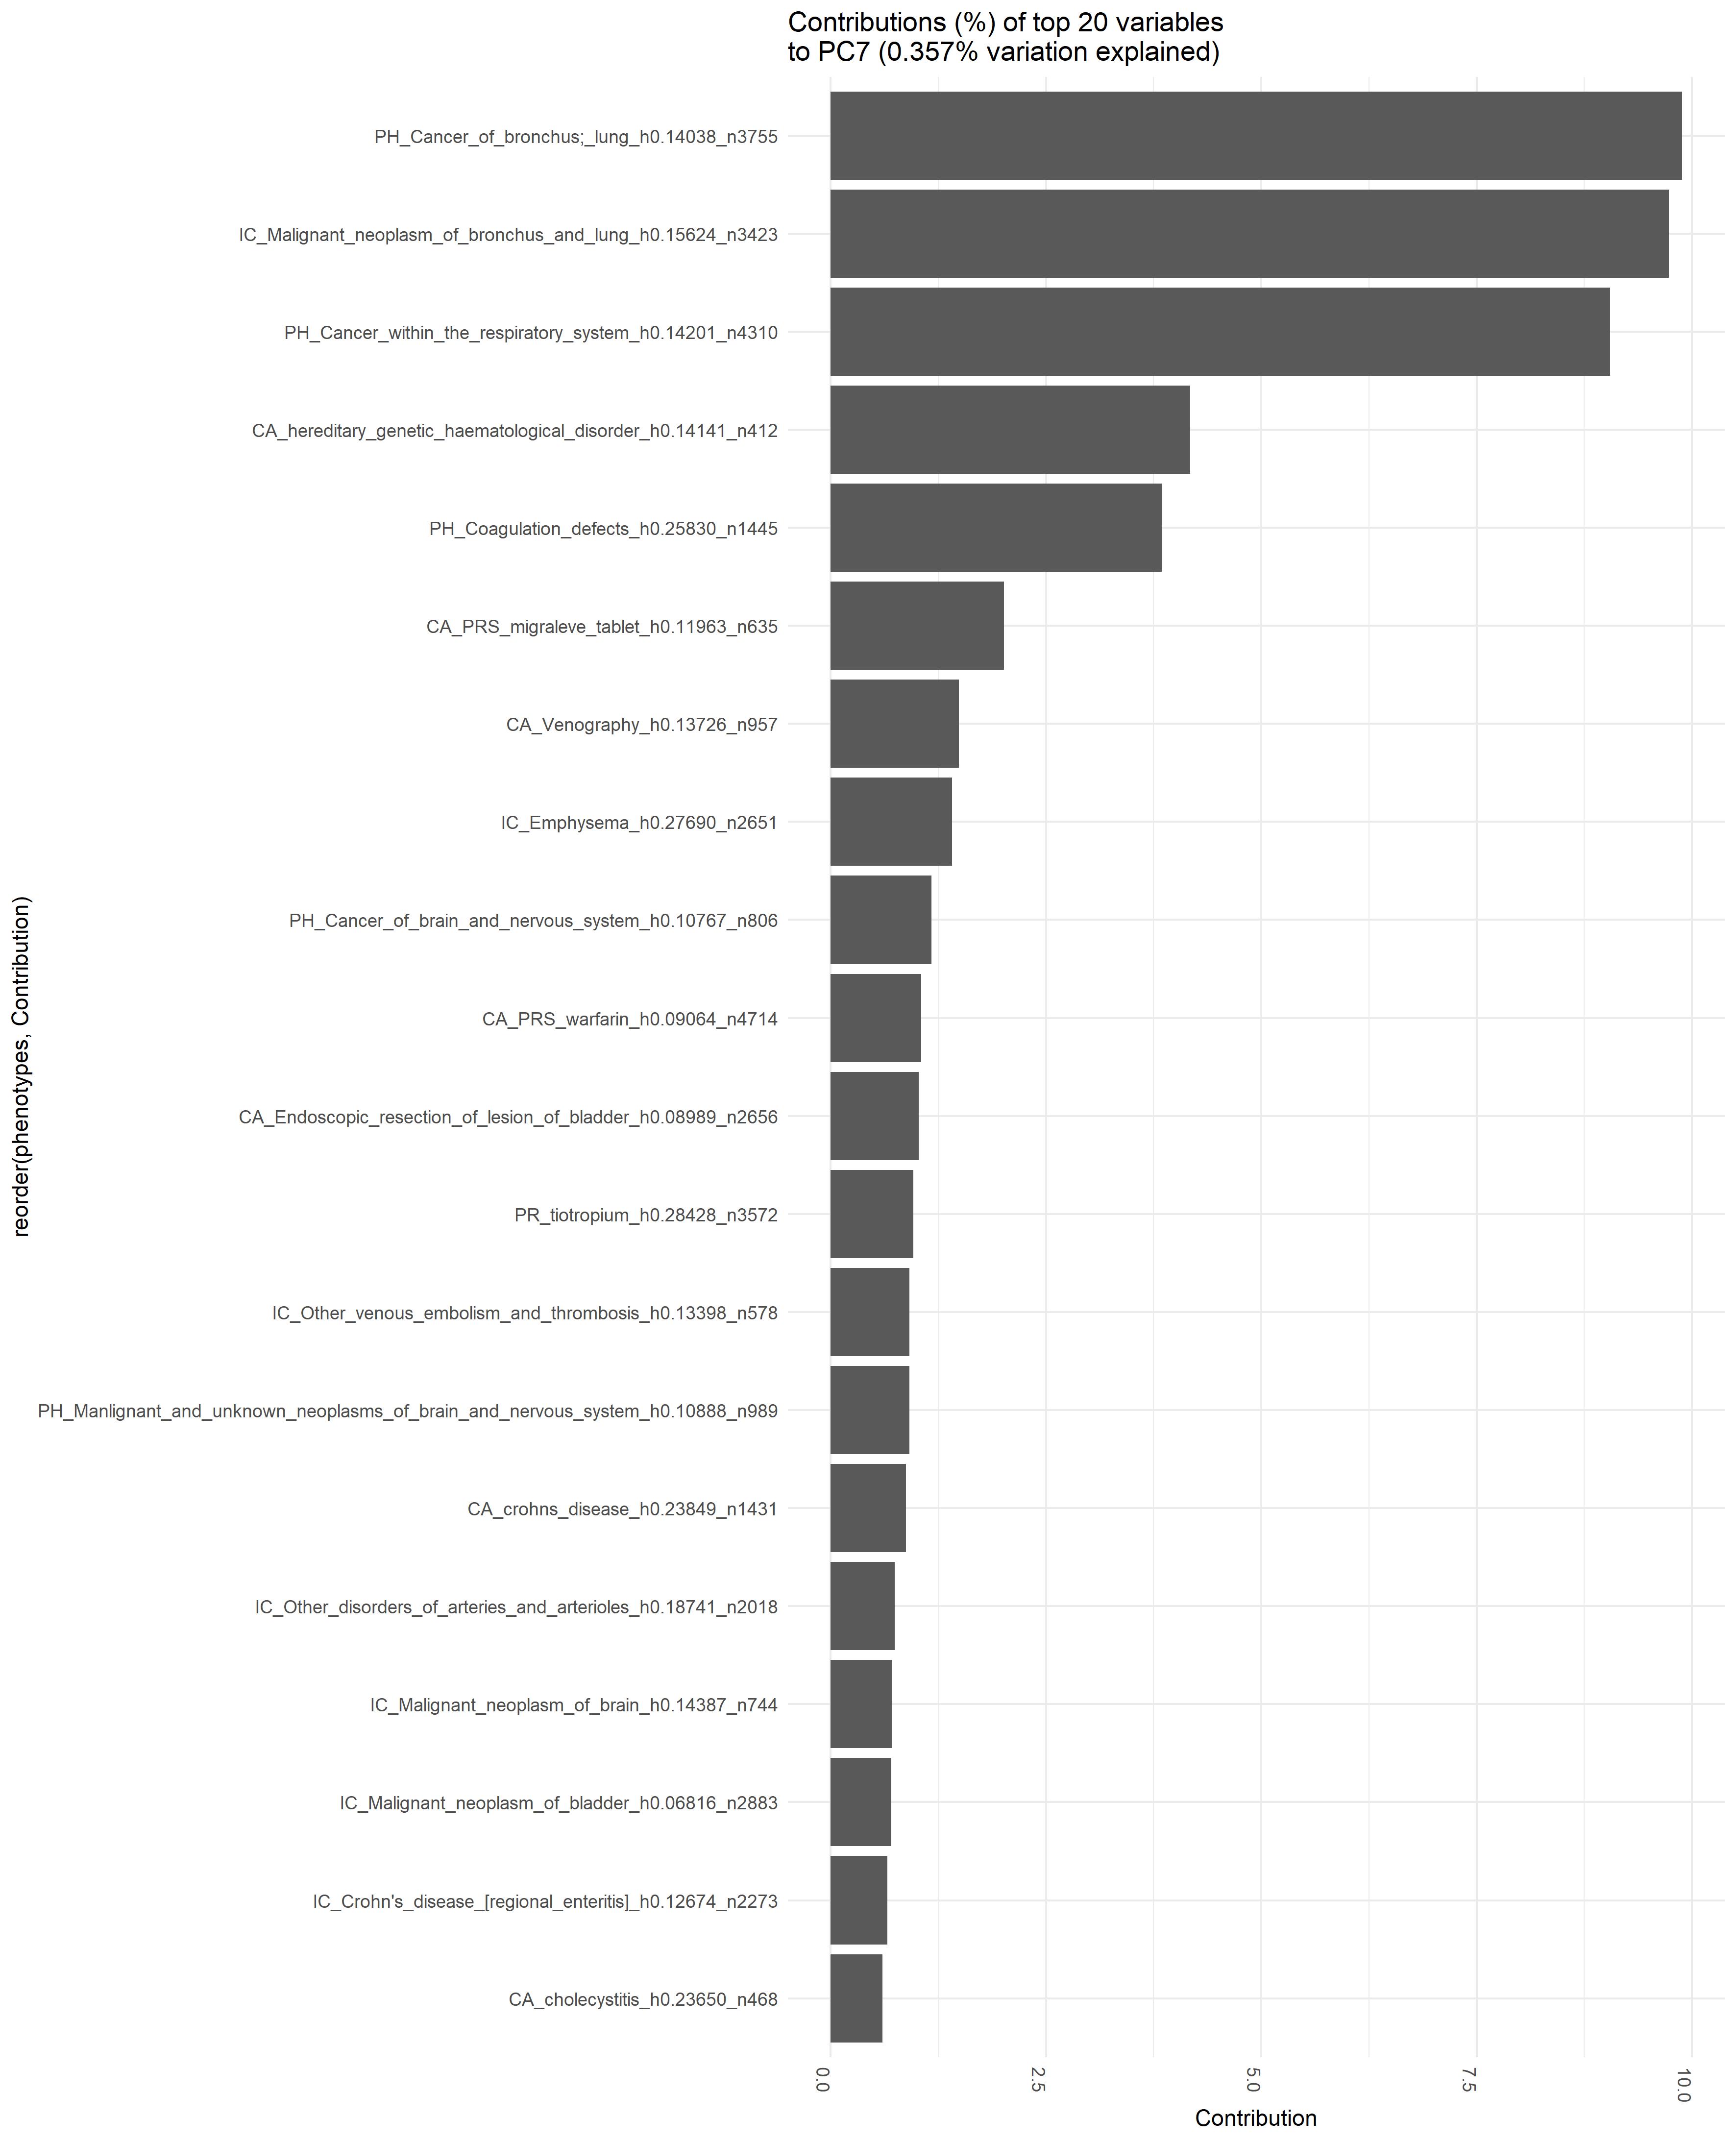 Contributions (%) of top 20 variables
to PC7 (0.357% variation explained)
reorder(phenotypes, Contribution)
PH_Cancer_of_bronchus;_lung_h0.14038_n3755
IC_Malignant_neoplasm_of_bronchus_and_lung_h0.15624_n3423
PH_Cancer_within_the_respiratory_system_h0.14201_n4310
CA_hereditary_genetic_haematological_disorder_h0.14141_n412
PH_Coagulation_defects_h0.25830_n1445
CA_PRS_migraleve_tablet_h0.11963_n635
CA_Venography_h0.13726_n957
IC_Emphysema_h0.27690_n2651
PH_Cancer_of_brain_and_nervous_system_h0.10767_n806
CA_PRS_warfarin_h0.09064_n4714
CA_Endoscopic_resection_of_lesion_of_bladder_h0.08989_n2656
PR_tiotropium_h0.28428_n3572
IC_Other_venous_embolism_and_thrombosis_h0.13398_n578
PH_Manlignant_and_unknown_neoplasms_of_brain_and_nervous_system_h0.10888_n989
CA_crohns_disease_h0.23849_n1431
IC_Other_disorders_of_arteries_and_arterioles_h0.18741_n2018
IC_Malignant_neoplasm_of_brain_h0.14387_n744
IC_Malignant_neoplasm_of_bladder_h0.06816_n2883
IC_Crohn's_disease_[regional_enteritis]_h0.12674_n2273
CA_cholecystitis_h0.23650_n468
0.0
2.5
5.0
7.5
10.0
Contribution